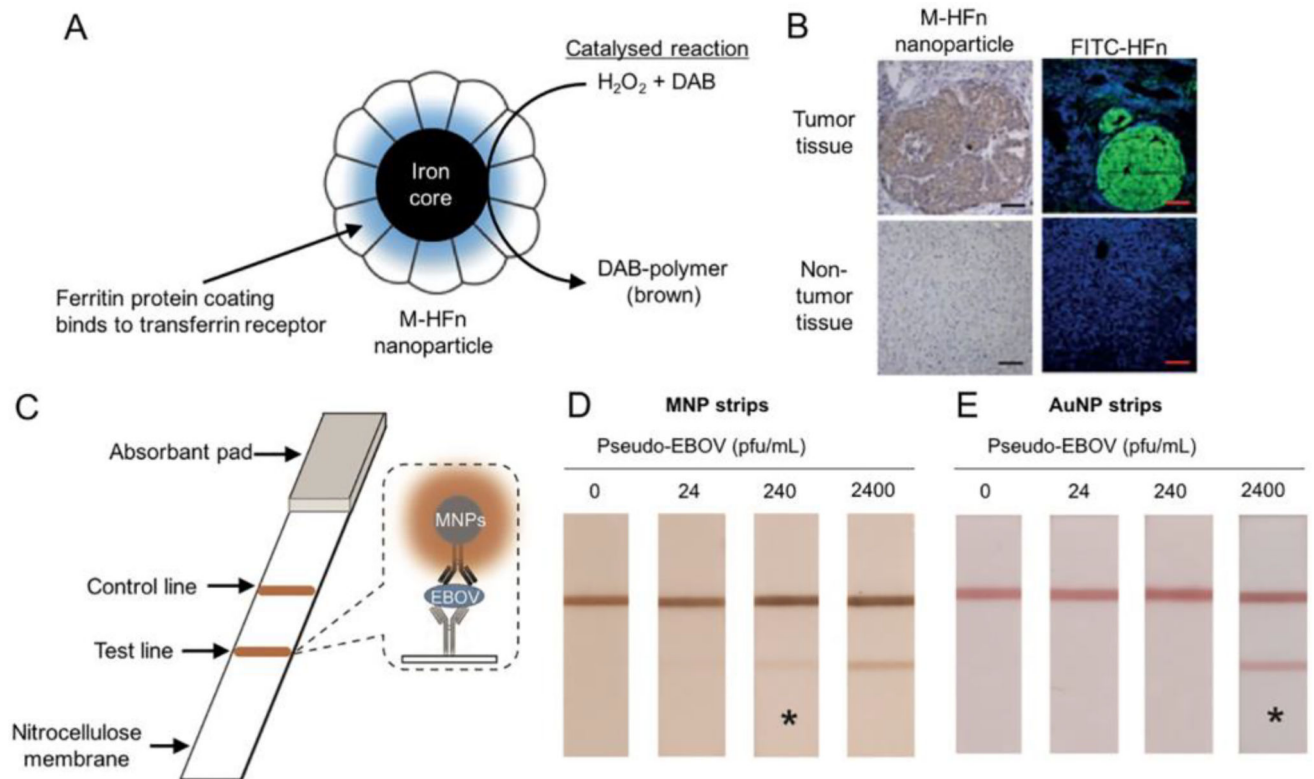 A
Catalysed reaction
H₂O₂ + DAB
Iron
core
Ferritin protein coating
binds to transferrin receptor
DAB-polymer
(brown)
M-HFn
nanoparticle
B
M-HFn
nanoparticle
FITC-HFn
Tumor
tissue
Non-
tumor
tissue
C
Absorbant pad
Control line
Test line
Nitrocellulose
membrane
MNPs
EBOV
D
MNP strips
Pseudo-EBOV (pfu/mL)
0 24 240 2400
*
E
AuNP strips
Pseudo-EBOV (pfu/mL)
0 24 240 2400
*